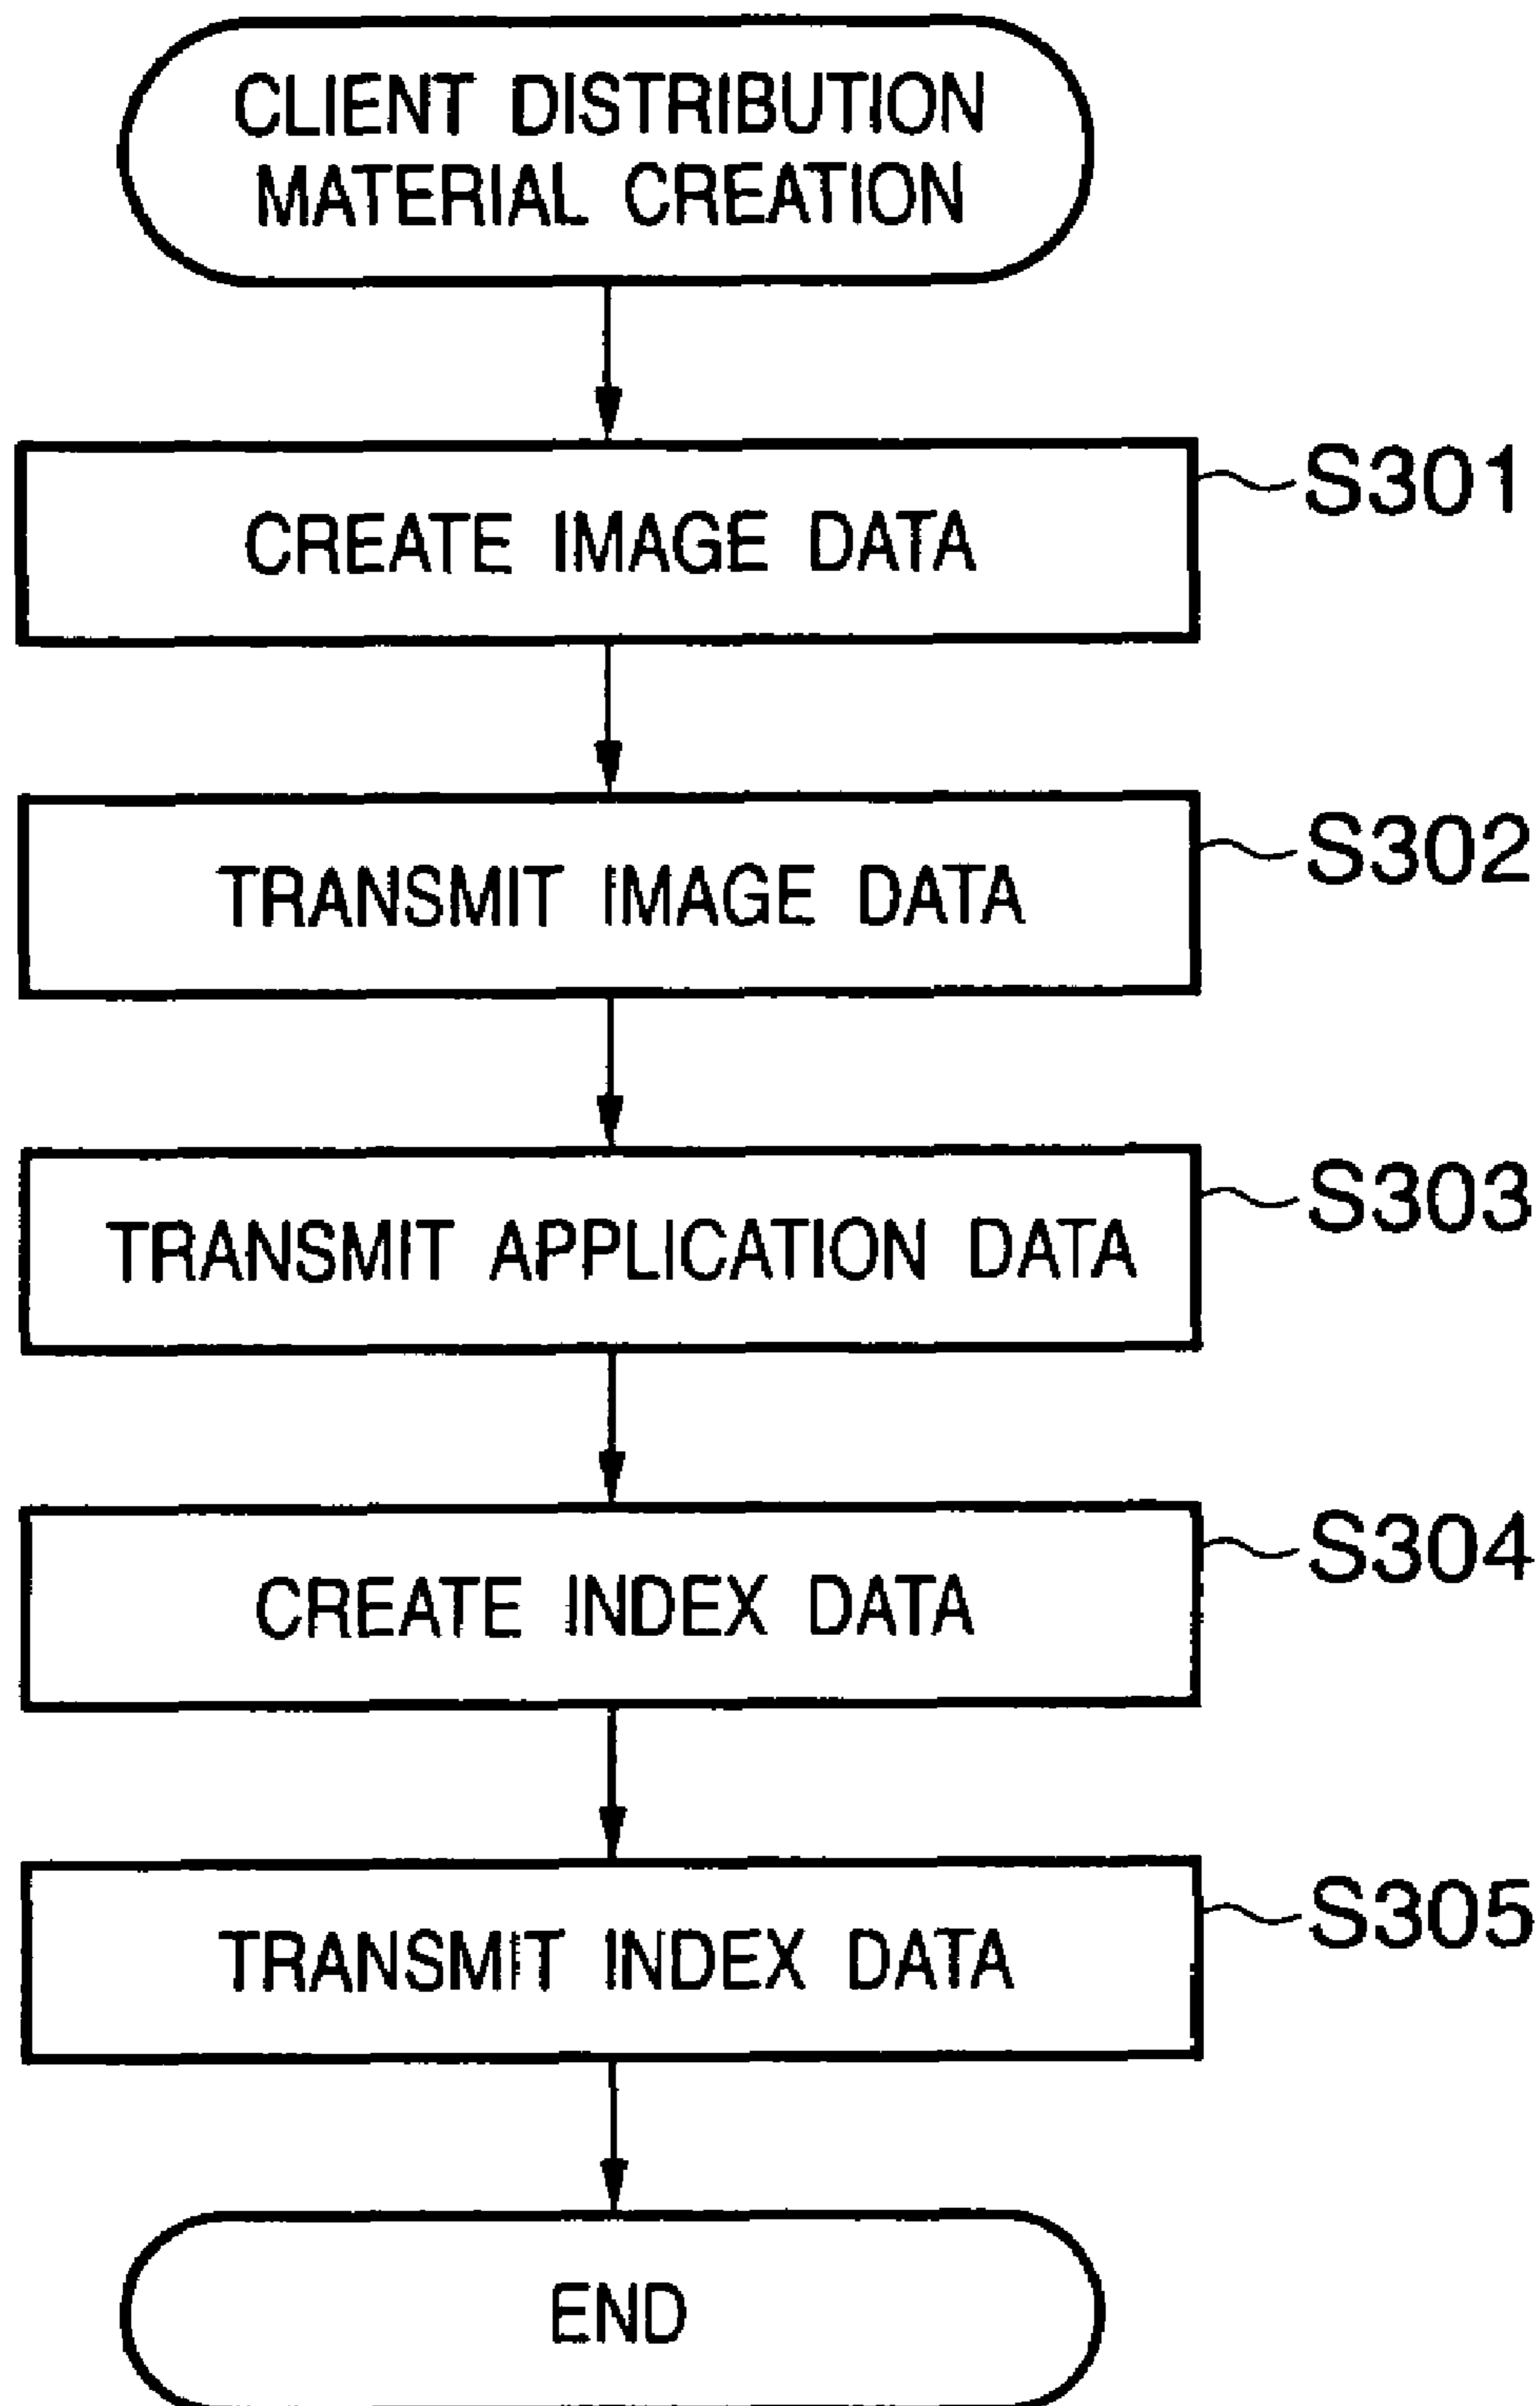 CLIENT DISTRIBUTION
MATERIAL CREATION
CREATE IMAGE DATA
S301
TRANSMIT IMAGE DATA
S302
TRANSMIT APPLICATION DATA
S303
CREATE INDEX DATA
S304
TRANSMIT INDEX DATA
S305
END